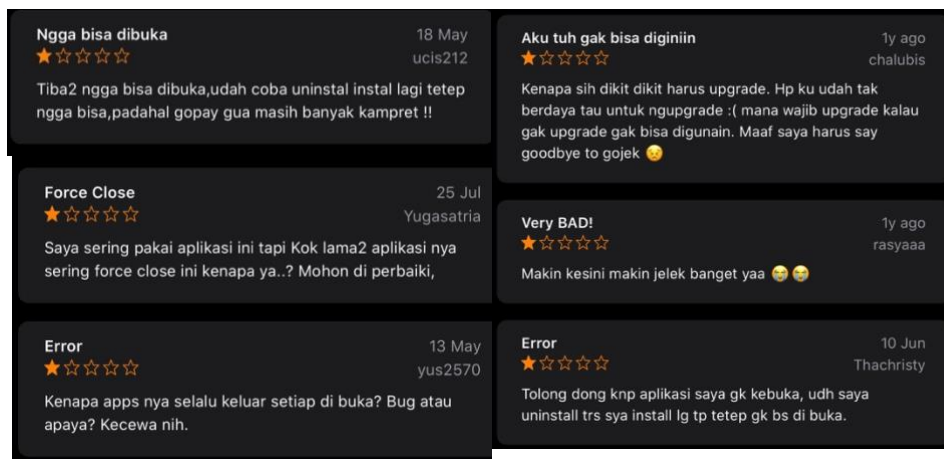 Ngga bisa dibuka
18 May
ucis212
Tiba2 ngga bisa dibuka,udah coba uninstal instal lagi tetep
ngga bisa,padahal gopay gua masih banyak kampret !!
Force Close
25 Jul
Yugasatria
Saya sering pakai aplikasi ini tapi Kok lama2 aplikasi nya
sering force close ini kenapa ya..? Mohon di perbaiki,
Error
13 May
yus2570
Kenapa apps nya selalu keluar setiap di buka? Bug atau
apaya? Kecewa nih.
Aku tuh gak bisa diginiin
1y ago
chalubis
Kenapa sih dikit dikit harus upgrade. Hp ku udah tak
berdaya tau untuk ngupgrade :( mana wajib upgrade kalau
gak upgrade gak bisa digunain. Maaf saya harus say
goodbye to gojek 😠
Very BAD!
1y ago
rasyaaa
Makin kesini makin jelek banget yaa 😭😭
Error
10 Jun
Thachristy
Tolong dong knp aplikasi saya gk kebuka, udh saya
uninstall trs sya install lg tp tetep gk bs di buka.